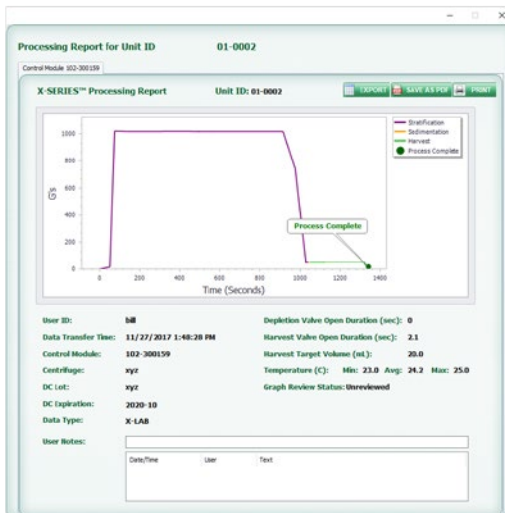 Processing Report for Unit ID 01-0002
Control Module 102-300159
X-SERIES™ Processing Report Unit ID: 01-0002 EXPORT SAVE AS PDF PRINT
Stratification
Sedimentation
Harvest
Process Complete
1000
800
600
400
200
0
G's
Process Complete
0 200 400 600 800 1000 1200 1400
Time (Seconds)
User ID: bill Depletion Valve Open Duration (sec): 0
Data Transfer Time: 11/27/2017 1:48:28 PM Harvest Valve Open Duration (sec): 2.1
Control Module: 102-300159 Harvest Target Volume (mL): 20.0
Centrifuge: xyz Temperature (C): Min: 23.0 Avg: 24.2 Max: 25.0
DC Lot: xyz Graph Review Status: Unreviewed
DC Expiration: 2020-10
Data Type: X-LAB
User Notes:
Date/Time User Text